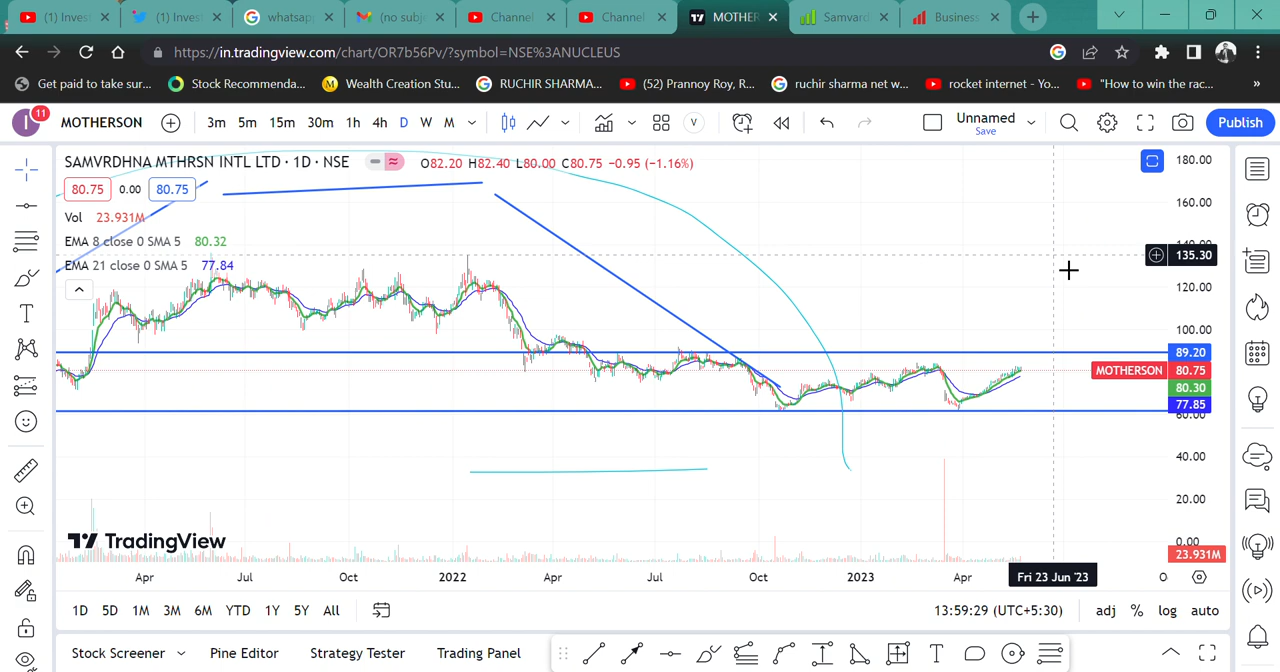 (1) Invest
(1) Invest
whatsapp
(no subje
Channel
Channel
MOTHER
Samvard
Business
https://in.tradingview.com/chart/OR7b56Pv/?symbol=NSE%3ANUCLEUS
Get paid to take sur...
Stock Recommenda...
Wealth Creation Stu...
RUCHIR SHARMA...
(52) Prannoy Roy, R...
ruchir sharma net w...
rocket internet - Yo...
"How to win the rac...
»
I
11
MOTHERSON
3m 5m 15m 30m 1h 4h D W M
V
Unnamed
Save
Publish
SAMVRDHNA MTHRSN INTL LTD · 1D · NSE
O82.20 H82.40 L80.00 C80.75 −0.95 (−1.16%)
80.75 0.00 80.75
Vol 23.931M
EMA 8 close 0 SMA 5 80.32
EMA 21 close 0 SMA 5 77.84
180.00
160.00
140.00
135.30
120.00
100.00
89.20
MOTHERSON 80.75
80.30
77.85
60.00
40.00
20.00
0.00
23.931M
TradingView
Apr Jul Oct 2022 Apr Jul Oct 2023 Apr Fri 23 Jun '23 O
1D 5D 1M 3M 6M YTD 1Y 5Y All
13:59:29 (UTC+5:30) adj % log auto
Stock Screener Pine Editor Strategy Tester Trading Panel